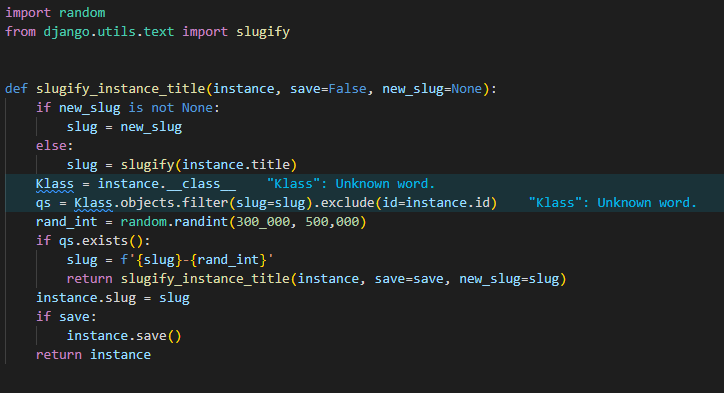 import random
from django.utils.text import slugify
def slugify_instance_title(instance, save=False, new_slug=None):
    if new_slug is not None:
        slug = new_slug
    else:
        slug = slugify(instance.title)
    Klass = instance.__class__    "Klass": Unknown word.
    qs = Klass.objects.filter(slug=slug).exclude(id=instance.id)    "Klass": Unknown word.
    rand_int = random.randint(300_000, 500,000)
    if qs.exists():
        slug = f'{slug}-{rand_int}'
        return slugify_instance_title(instance, save=save, new_slug=slug)
    instance.slug = slug
    if save:
        instance.save()
    return instance